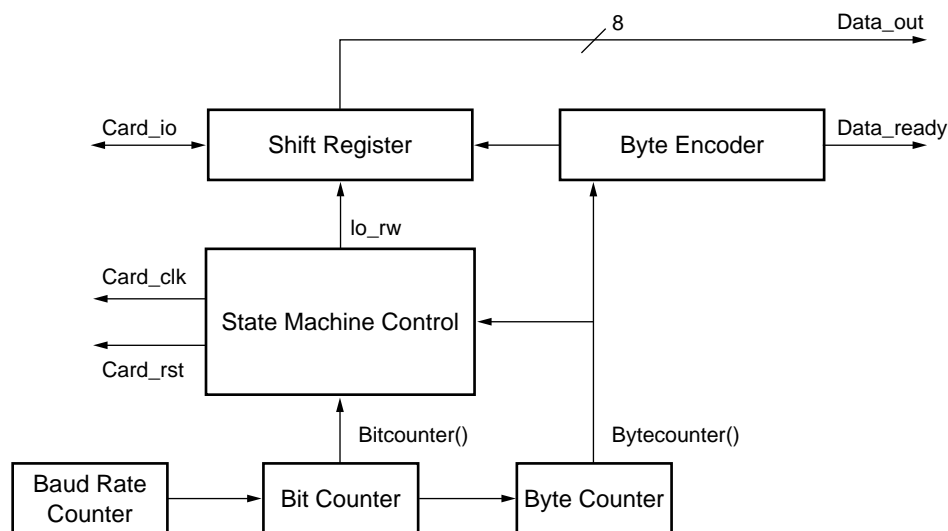 8
Data_out
Card_io
Shift Register
Byte Encoder
Data_ready
Io_rw
Card_clk
State Machine Control
Card_rst
Bitcounter()
Bytecounter()
Baud Rate
Counter
Bit Counter
Byte Counter